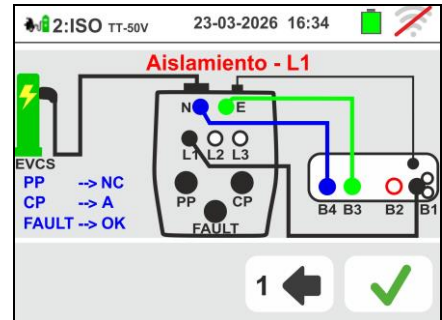 2:ISO TT-50V 23-03-2026 16:34
Aislamiento - L1
N E
L1 L2 L3
EVCS
PP --> NC
CP --> A
FAULT --> OK
PP CP
FAULT
B4 B3 B2 B1
1